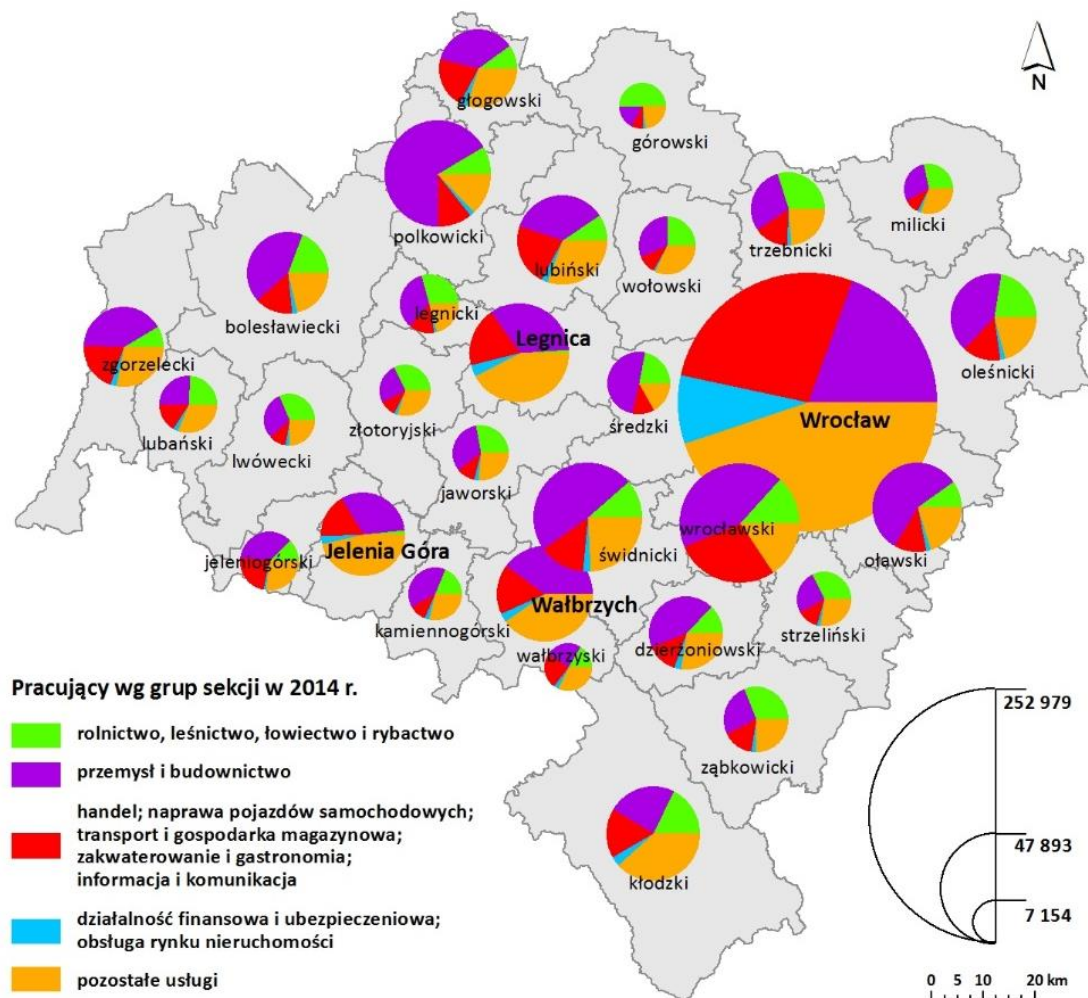 N
głogowski
górowski
milicki
trzebnicki
polkowicki
lubiński
wołowski
bolesławiecki
legnicki
Legnica
zgorzelecki
oleśnicki
średzki
Wrocław
złotoryjski
lubański
lwówecki
jaworski
wrocławski
świdnicki
oławski
Jelenia Góra
jeleniogórski
Wałbrzych
kamiennogórski
strzeliński
dzierżoniowski
wałbrzyski
ząbkowicki
kłodzki
Pracujący wg grup sekcji w 2014 r.
rolnictwo, leśnictwo, łowiectwo i rybactwo
przemysł i budownictwo
handel; naprawa pojazdów samochodowych;
transport i gospodarka magazynowa;
zakwaterowanie i gastronomia;
informacja i komunikacja
działalność finansowa i ubezpieczeniowa;
obsługa rynku nieruchomości
pozostałe usługi
252 979
47 893
7 154
0 5 10 20 km